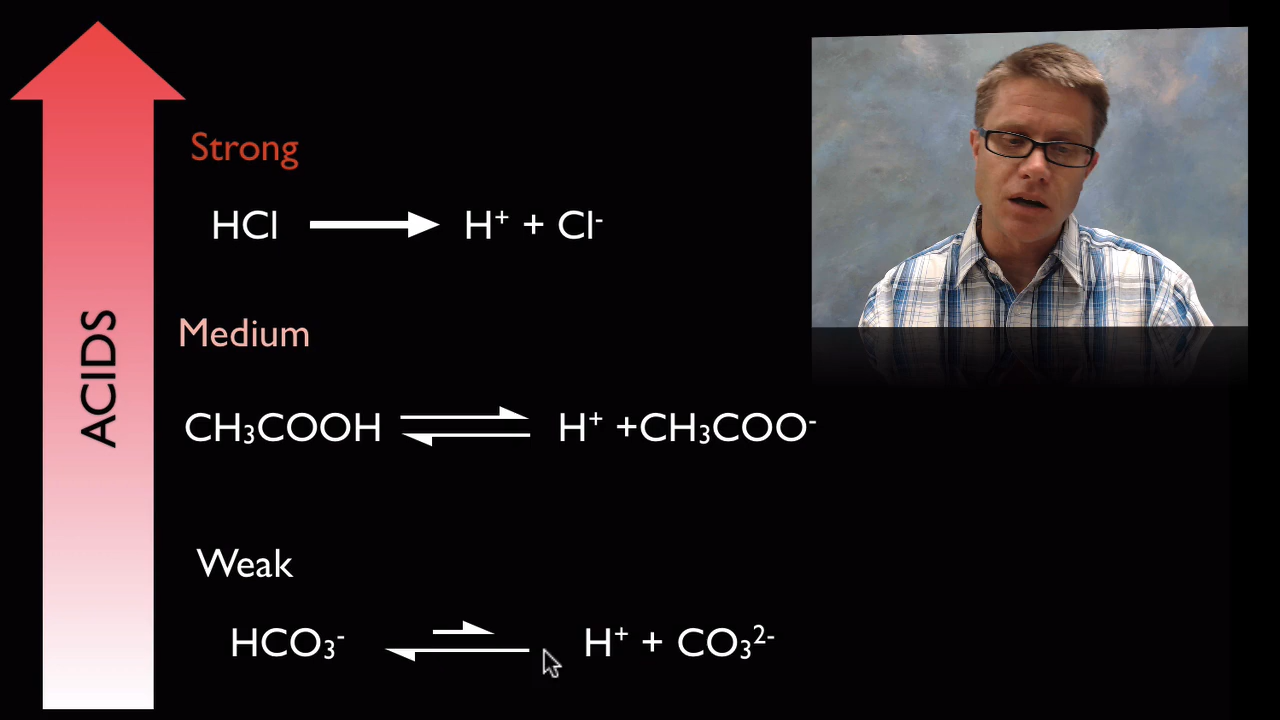 ACIDS
Strong
HCl → H⁺ + Cl⁻
Medium
CH₃COOH ⇌ H⁺ +CH₃COO⁻
Weak
HCO₃⁻ ⇌ H⁺ + CO₃²⁻